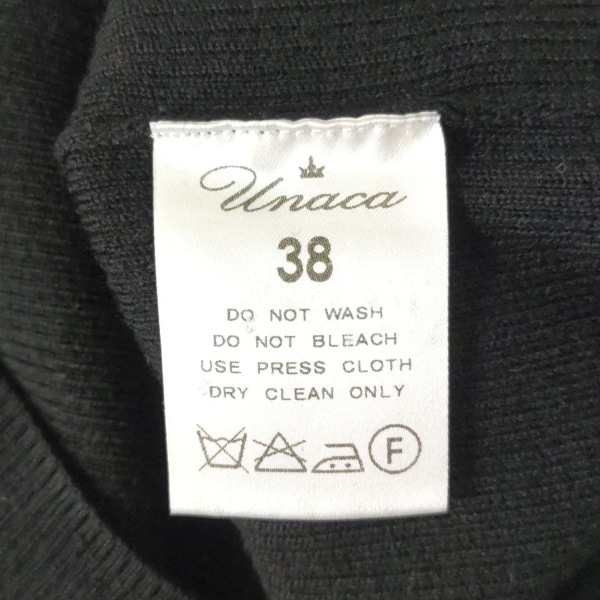 Unaca
38
DO NOT WASH
DO NOT BLEACH
USE PRESS CLOTH
DRY CLEAN ONLY
F